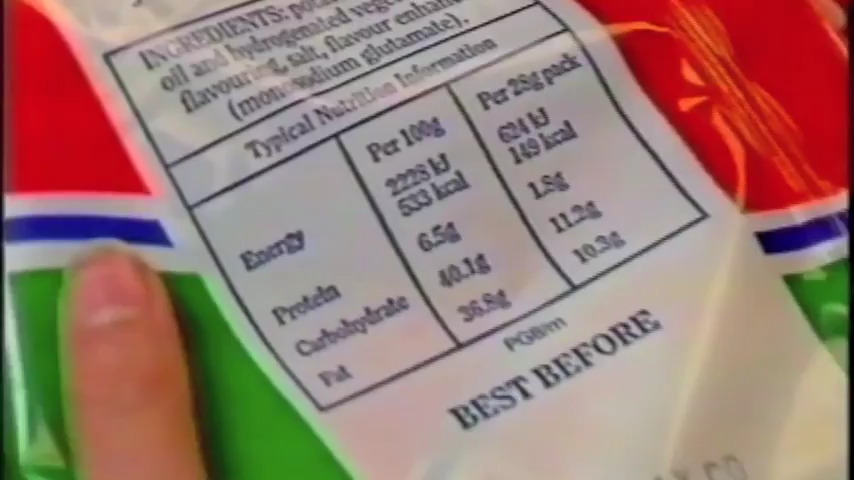 INGREDIENTS:
oil and hydrogenated
flavouring, salt, flavour
(monosodium glutamate).
Typical Nutrition Information
Per 100g Per 28g pack
Energy 2228 kJ 624 kJ
533 kcal 149 kcal
Protein 6.5g 1.8g
Carbohydrate 40.1g 11.2g
Fat 36.8g 10.3g
BEST BEFORE